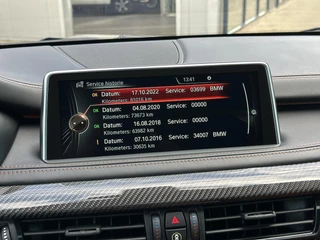 Service historie
13:41
OK Datum: 17.10.2022 Service: 03699 BMW
Kilometers: 81016 km
OK Datum: 04.08.2020 Service: 00000
Kilometers: 73673 km
OK Datum: 16.08.2018 Service: 00000
Kilometers: 63982 km
Datum: 07.10.2016 Service: 34007 BMW
Kilometers: 30635 km